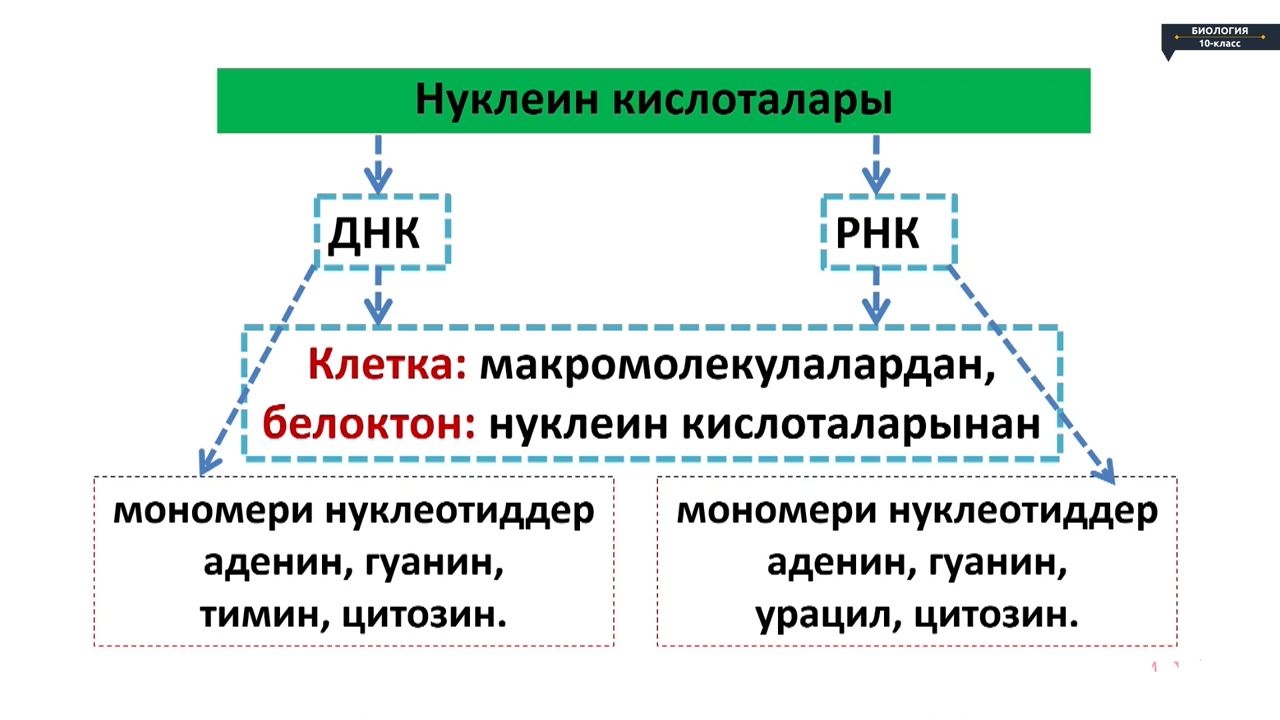 БИОЛОГИЯ
10-класс
Нуклеин кислоталары
ДНК
РНК
Клетка: макромолекулалардан,
белоктон: нуклеин кислоталарынан
мономери нуклеотиддер
аденин, гуанин,
тимин, цитозин.
мономери нуклеотиддер
аденин, гуанин,
урацил, цитозин.